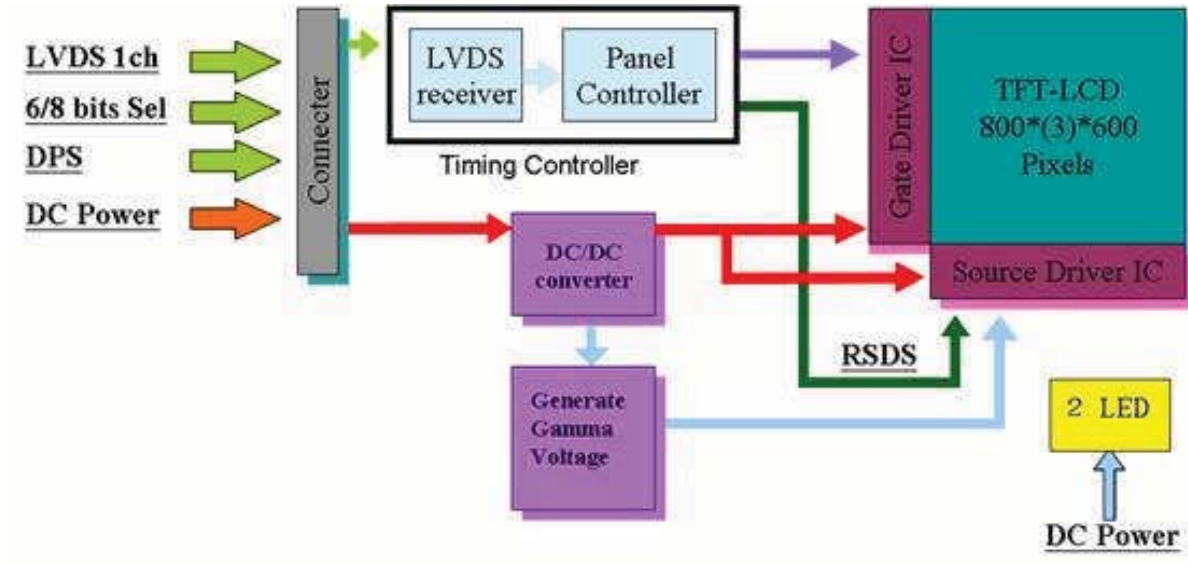 LVDS 1ch
6/8 bits Sel
DPS
DC Power
Connecter
LVDS
receiver
Panel
Controller
Timing Controller
Gate Driver IC
TFT-LCD
800*(3)*600
Pixels
Source Driver IC
DC/DC
converter
RSDS
Generate
Gamma
Voltage
2 LED
DC Power